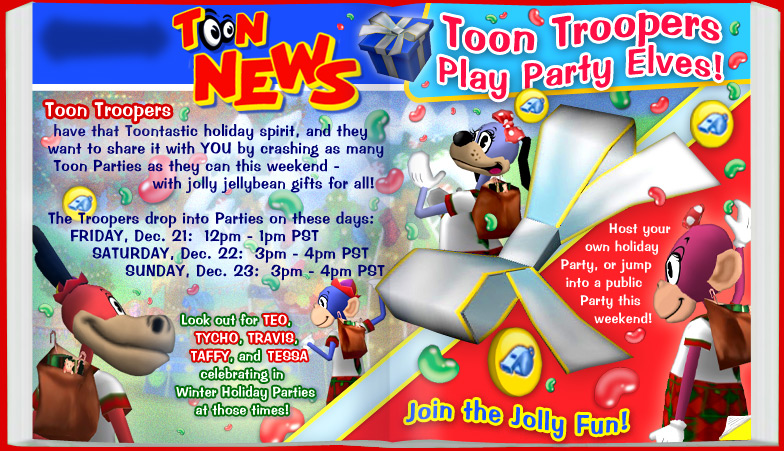 TOON
NEWS
Toon Troopers
Play Party Elves!
Toon Troopers
have that Toontastic holiday spirit, and they
want to share it with YOU by crashing as many
Toon Parties as they can this weekend -
with jolly jellybean gifts for all!
The Troopers drop into Parties on these days:
FRIDAY, Dec. 21: 12pm - 1pm PST
SATURDAY, Dec. 22: 3pm - 4pm PST
SUNDAY, Dec. 23: 3pm - 4pm PST
Look out for TEO,
TYCHO, TRAVIS,
TAFFY, and TESSA
celebrating in
Winter Holiday Parties
at those times!
Host your
own holiday
Party, or jump
into a public
Party this
weekend!
Join the Jolly Fun!